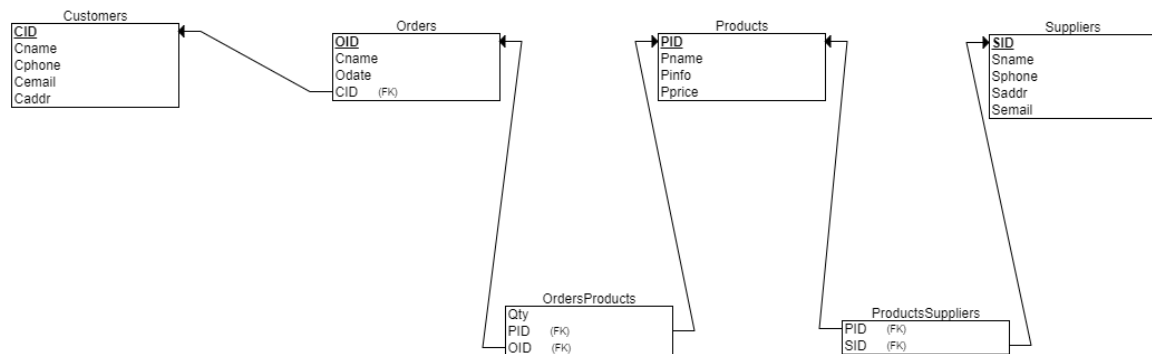 Customers
CID
Cname
Cphone
Cemail
Caddr
Orders
OID
Cname
Odate
CID (FK)
Products
PID
Pname
Pinfo
Pprice
Suppliers
SID
Sname
Sphone
Saddr
Semail
OrdersProducts
Qty
PID (FK)
OID (FK)
ProductsSuppliers
PID (FK)
SID (FK)